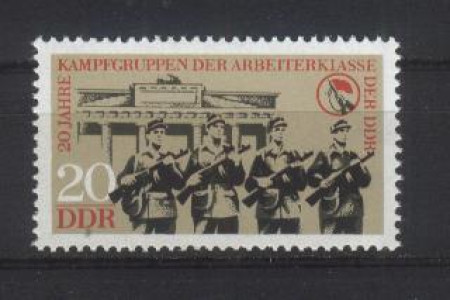 20 JAHRE
KAMPFGRUPPEN DER ARBEITERKLASSE
DER DDR
20
DDR